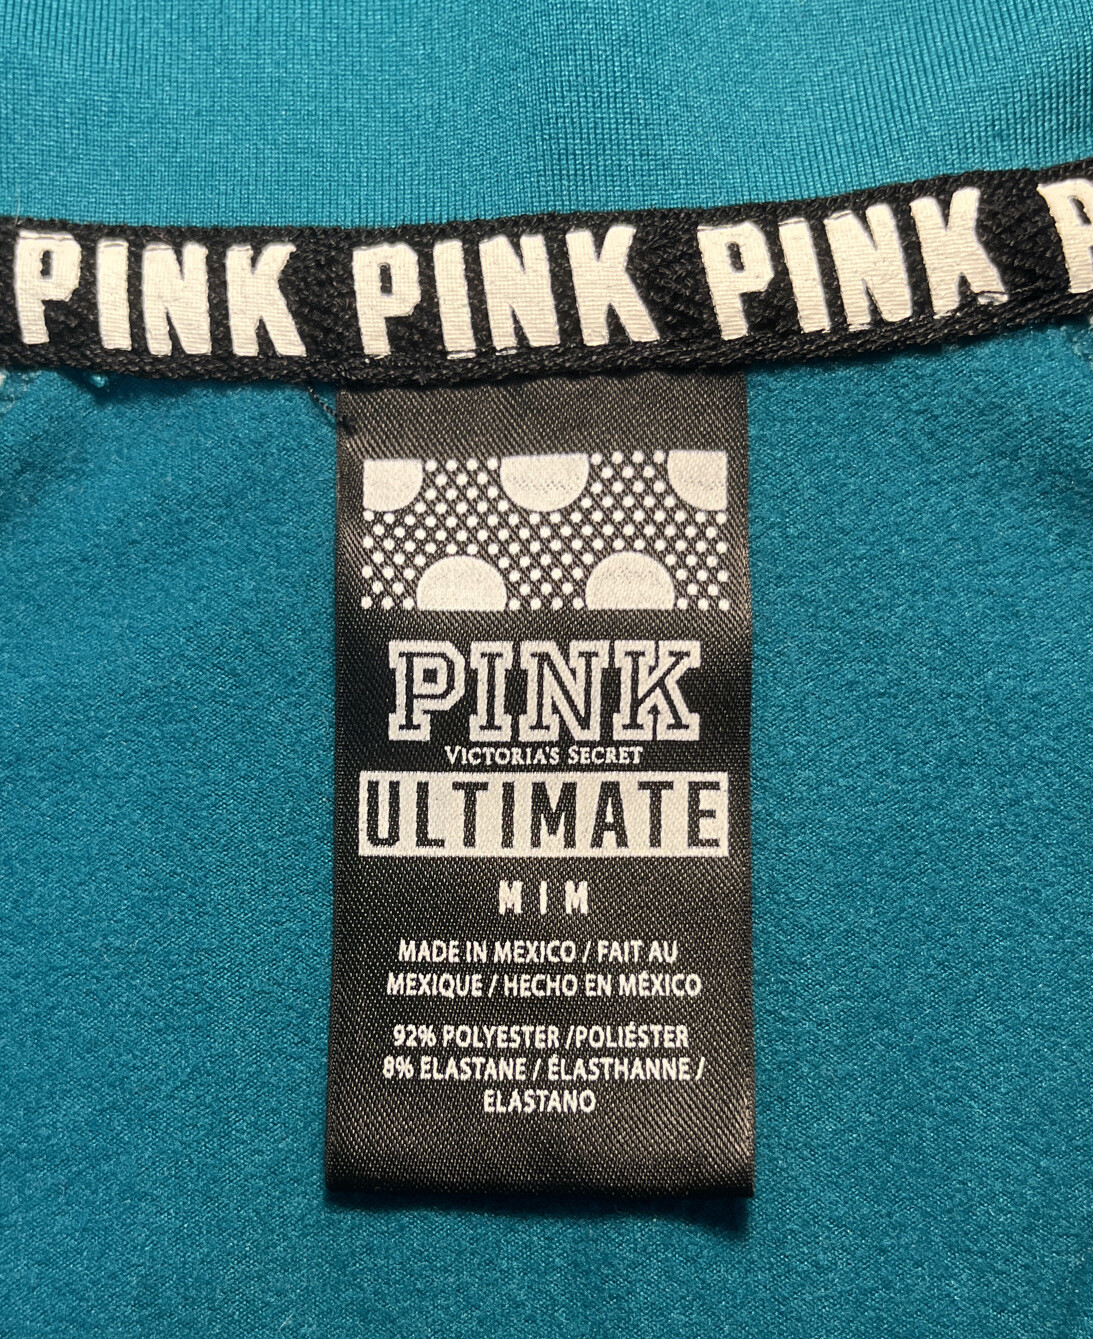 PINK PINK PINK P
PINK
VICTORIA'S SECRET
ULTIMATE
M I M
MADE IN MEXICO / FAIT AU
MEXIQUE / HECHO EN MÉXICO
92% POLYESTER /POLIÉSTER
8% ELASTANE / ÉLASTHANNE /
ELASTANO